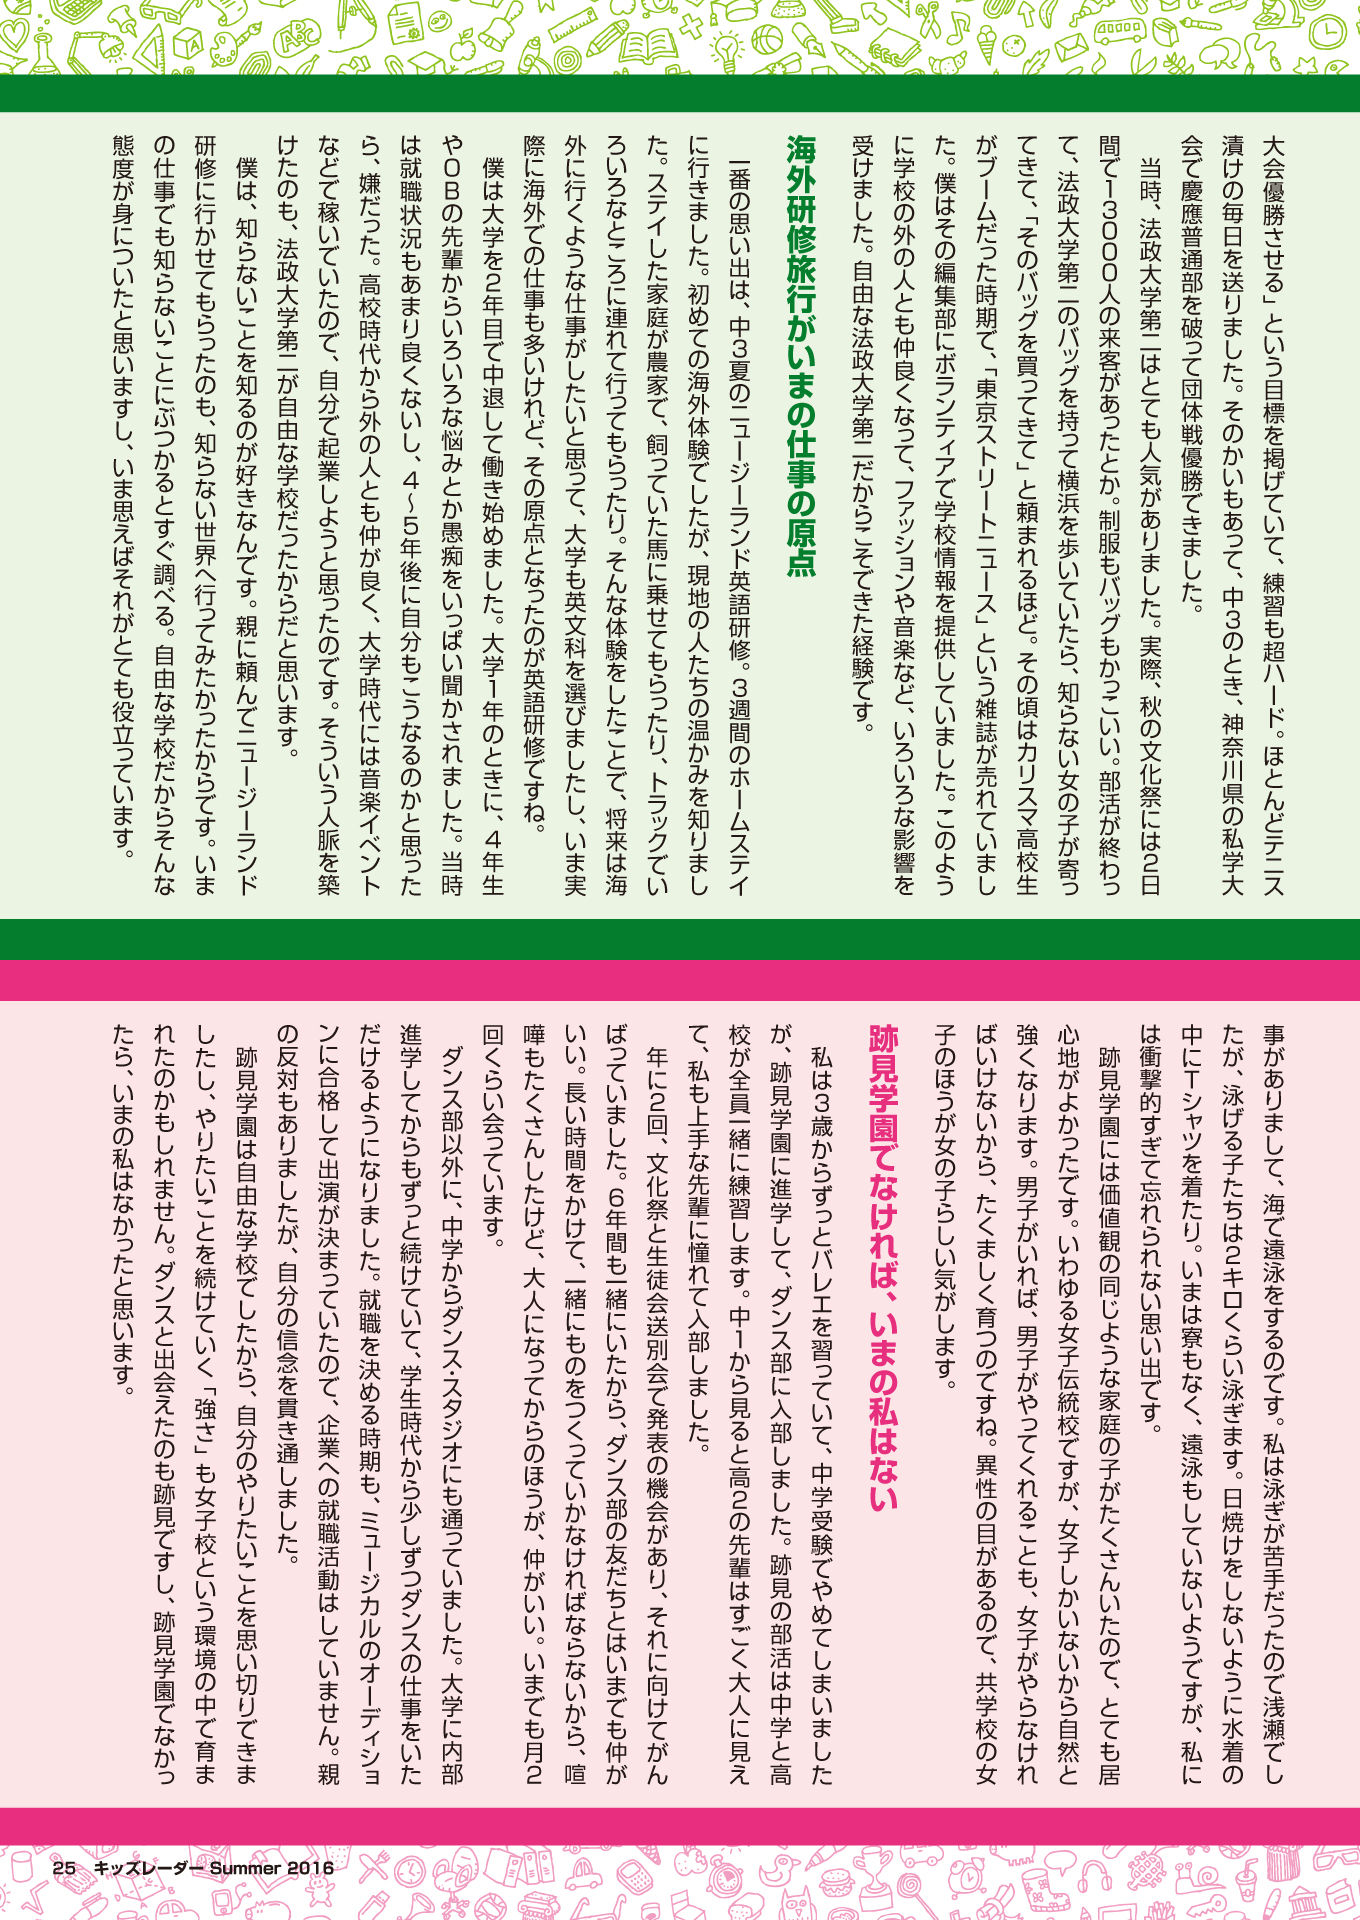 大会優勝させる」という目標を掲げていて、練習も超ハード。ほとんどテニス
漬けの毎日を送りました。そのかいもあって、中3のとき、神奈川県の私学大
会で慶應普通部を破って団体戦優勝できました。
当時、法政大学第二はとても人気がありました。実際、秋の文化祭には2日
間で13000人の来客があったとか。制服もバッグもかっこいい。部活が終わっ
て、法政大学第二のバッグを持って横浜を歩いていたら、知らない女の子が寄っ
てきて、「そのバッグを買ってきて」と頼まれるほど。その頃はカリスマ高校生
がブームだった時期で、「東京ストリートニュース」という雑誌が売れていまし
た。僕はその編集部にボランティアで学校情報を提供していました。このよう
に学校の外の人とも仲良くなって、ファッションや音楽など、いろいろな影響を
受けました。自由な法政大学第二だからこそできた経験です。
海外研修旅行がいまの仕事の原点
一番の思い出は、中3夏のニュージーランド英語研修。3週間のホームステイ
に行きました。初めての海外体験でしたが、現地の人たちの温かみを知りまし
た。ステイした家庭が農家で、飼っていた馬に乗せてもらったり、トラックでい
ろいろなところに連れて行ってもらったり。そんな体験をしたことで、将来は海
外に行くような仕事がしたいと思って、大学も英文科を選びましたし、いま実
際に海外での仕事も多いけれど、その原点となったのが英語研修ですね。
僕は大学を2年目で中退して働き始めました。大学1年のときに、4年生
やOBの先輩からいろいろな悩みとか愚痴をいっぱい聞かされました。当時
は就職状況もあまり良くないし、4〜5年後に自分もこうなるのかと思った
ら、嫌だった。高校時代から外の人とも仲が良く、大学時代には音楽イベント
などで稼いでいたので、自分で起業しようと思ったのです。そういう人脈を築
けたのも、法政大学第二が自由な学校だったからだと思います。
僕は、知らないことを知るのが好きなんです。親に頼んでニュージーランド
研修に行かせてもらったのも、知らない世界へ行ってみたかったからです。いま
の仕事でも知らないことにぶつかるとすぐ調べる。自由な学校だからそんな
態度が身についたと思いますし、いま思えばそれがとても役立っています。
事がありまして、海で遠泳をするのです。私は泳ぎが苦手だったので浅瀬でし
たが、泳げる子たちは2キロくらい泳ぎます。日焼けをしないように水着の
中にTシャツを着たり。いまは寮もなく、遠泳もしていないようですが、私に
は衝撃的すぎて忘れられない思い出です。
跡見学園には価値観の同じような家庭の子がたくさんいたので、とても居
心地がよかったです。いわゆる女子伝統校ですが、女子しかいないから自然と
強くなります。男子がいれば、男子がやってくれることも、女子がやらなけれ
ばいけないから、たくましく育つのですね。異性の目があるので、共学校の女
子のほうが女の子らしい気がします。
跡見学園でなければ、いまの私はない
私は3歳からずっとバレエを習っていて、中学受験でやめてしまいました
が、跡見学園に進学して、ダンス部に入部しました。跡見の部活は中学と高
校が全員一緒に練習します。中1から見ると高2の先輩はすごく大人に見え
て、私も上手な先輩に憧れて入部しました。
年に2回、文化祭と生徒会送別会で発表の機会があり、それに向けてがん
ばっていました。6年間も一緒にいたから、ダンス部の友だちとはいまでも仲が
いい。長い時間をかけて、一緒にものをつくっていかなければならないから、喧
嘩もたくさんしたけど、大人になってからのほうが、仲がいい。いまでも月2
回くらい会っています。
ダンス部以外に、中学からダンス・スタジオにも通っていました。大学に内部
進学してからもずっと続けていて、学生時代から少しずつダンスの仕事をいた
だけるようになりました。就職を決める時期も、ミュージカルのオーディショ
ンに合格して出演が決まっていたので、企業への就職活動はしていません。親
の反対もありましたが、自分の信念を貫き通しました。
跡見学園は自由な学校でしたから、自分のやりたいことを思い切りできま
したし、やりたいことを続けていく「強さ」も女子校という環境の中で育ま
れたのかもしれません。ダンスと出会えたのも跡見ですし、跡見学園でなかっ
たら、いまの私はなかったと思います。
25 キッズレーダー Summer 2016